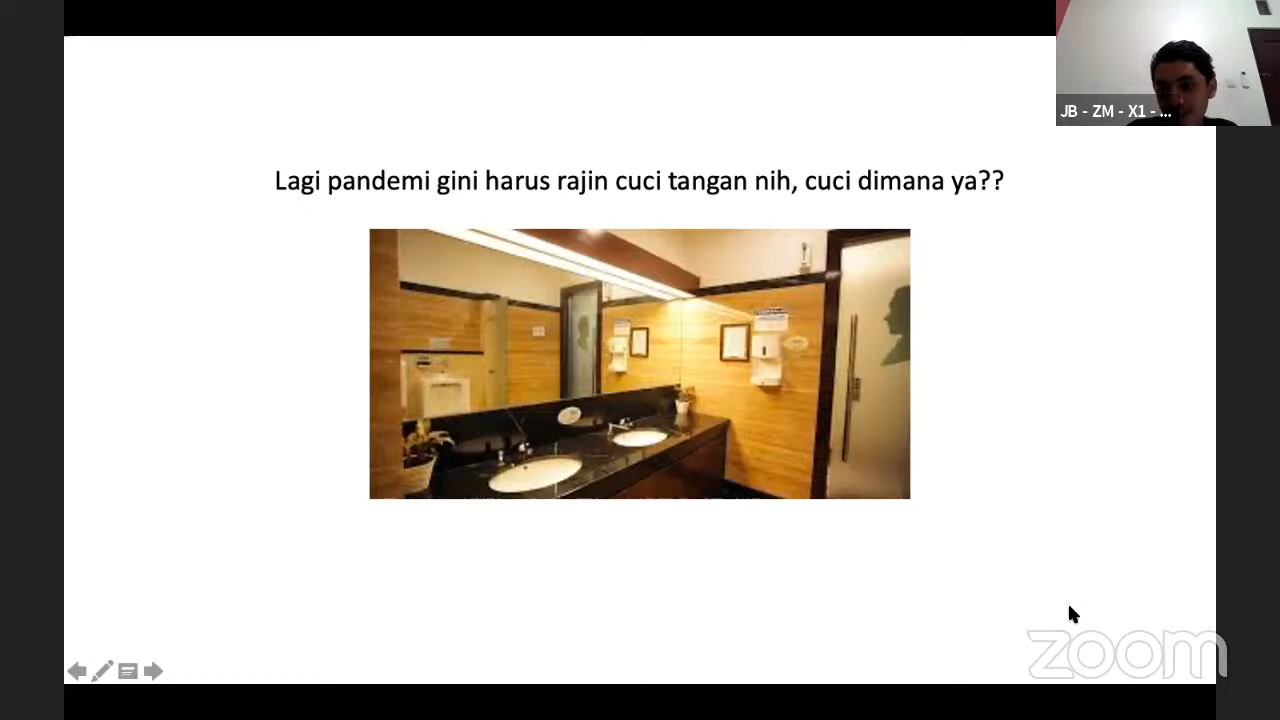 JB - ZM - X1 - ...
Lagi pandemi gini harus rajin cuci tangan nih, cuci dimana ya??
zoom